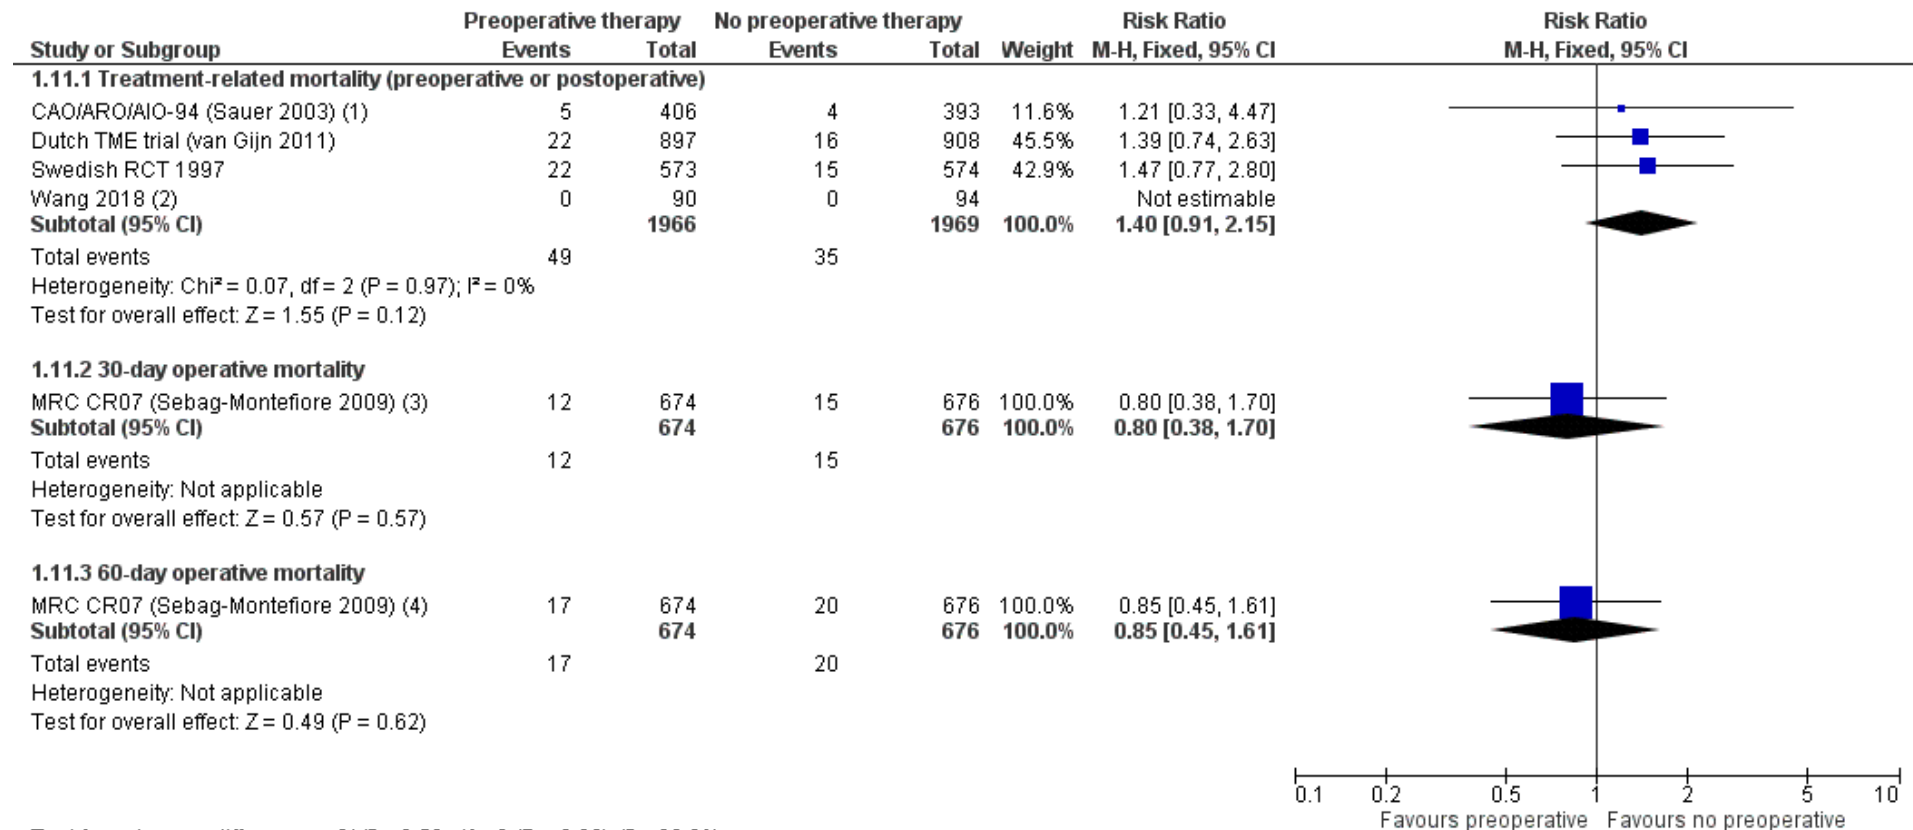 Preoperative therapy No preoperative therapy Risk Ratio Risk Ratio
Study or Subgroup Events Total Events Total Weight M-H, Fixed, 95% CI M-H, Fixed, 95% CI
1.11.1 Treatment-related mortality (preoperative or postoperative)
CAO/ARO/AIO-94 (Sauer 2003) (1) 5 406 4 393 11.6% 1.21 [0.33, 4.47]
Dutch TME trial (van Gijn 2011) 22 897 16 908 45.5% 1.39 [0.74, 2.63]
Swedish RCT 1997 22 573 15 574 42.9% 1.47 [0.77, 2.80]
Wang 2018 (2) 0 90 0 94 Not estimable
Subtotal (95% CI) 1966 1969 100.0% 1.40 [0.91, 2.15]
Total events 49 35
Heterogeneity: Chi² = 0.07, df = 2 (P = 0.97); I² = 0%
Test for overall effect: Z = 1.55 (P = 0.12)
1.11.2 30-day operative mortality
MRC CR07 (Sebag-Montefiore 2009) (3) 12 674 15 676 100.0% 0.80 [0.38, 1.70]
Subtotal (95% CI) 674 676 100.0% 0.80 [0.38, 1.70]
Total events 12 15
Heterogeneity: Not applicable
Test for overall effect: Z = 0.57 (P = 0.57)
1.11.3 60-day operative mortality
MRC CR07 (Sebag-Montefiore 2009) (4) 17 674 20 676 100.0% 0.85 [0.45, 1.61]
Subtotal (95% CI) 674 676 100.0% 0.85 [0.45, 1.61]
Total events 17 20
Heterogeneity: Not applicable
Test for overall effect: Z = 0.49 (P = 0.62)
0.1 0.2 0.5 1 2 5 10
Favours preoperative Favours no preoperative